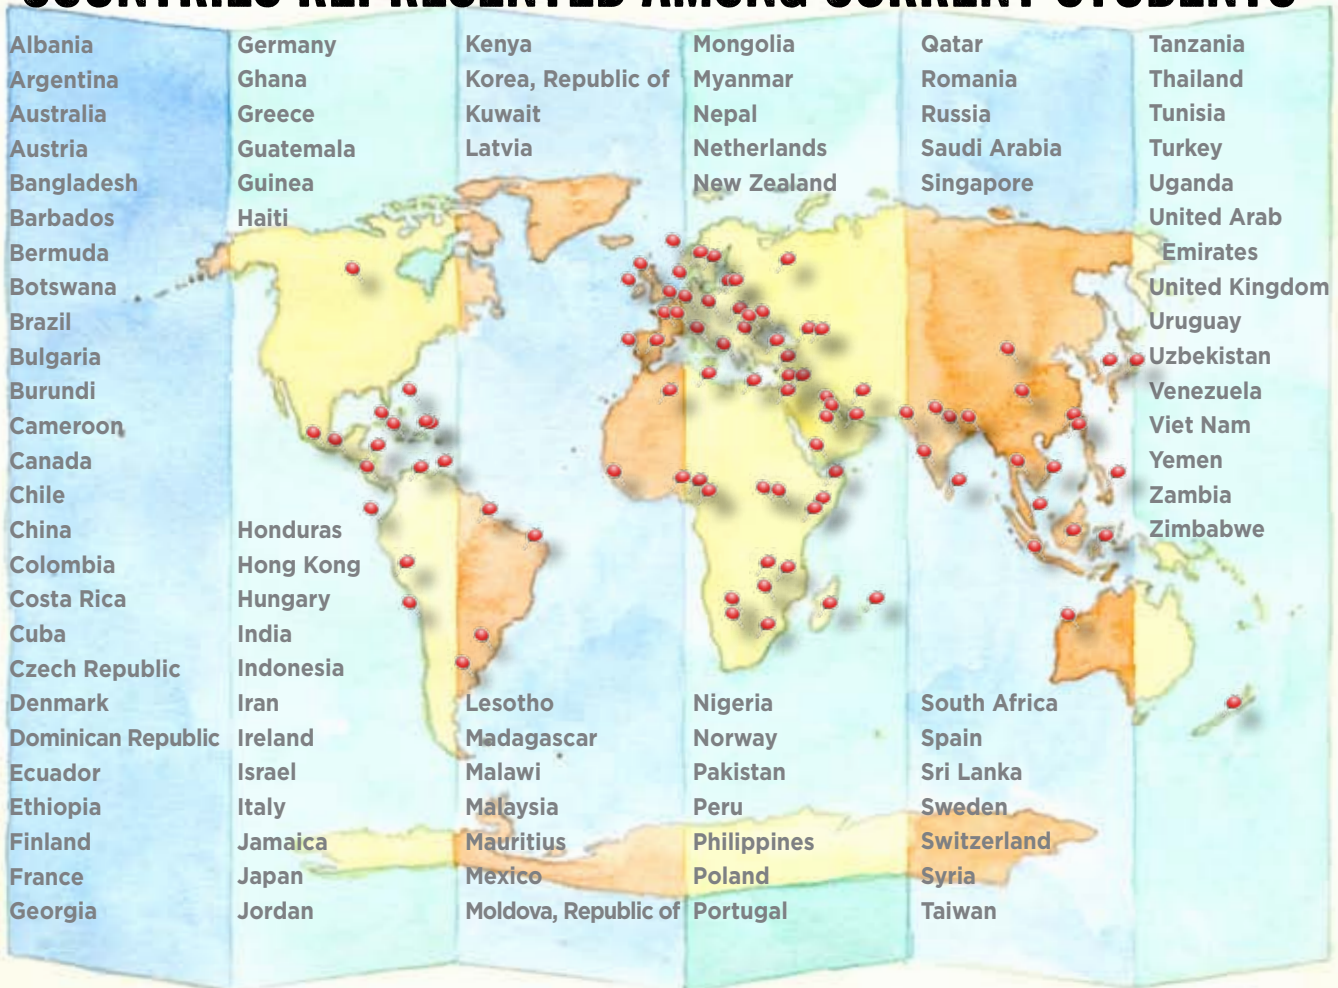 COUNTRIES REPRESENTED AMONG CURRENT STUDENTS
Albania
Argentina
Australia
Austria
Bangladesh
Barbados
Bermuda
Botswana
Brazil
Bulgaria
Burundi
Cameroon
Canada
Chile
China
Colombia
Costa Rica
Cuba
Czech Republic
Denmark
Dominican Republic
Ecuador
Ethiopia
Finland
France
Georgia
Germany
Ghana
Greece
Guatemala
Guinea
Haiti
Honduras
Hong Kong
Hungary
India
Indonesia
Iran
Ireland
Israel
Italy
Jamaica
Japan
Jordan
Kenya
Korea, Republic of
Kuwait
Latvia
Lesotho
Madagascar
Malawi
Malaysia
Mauritius
Mexico
Moldova, Republic of
Mongolia
Myanmar
Nepal
Netherlands
New Zealand
Nigeria
Norway
Pakistan
Peru
Philippines
Poland
Portugal
Qatar
Romania
Russia
Saudi Arabia
Singapore
South Africa
Spain
Sri Lanka
Sweden
Switzerland
Syria
Taiwan
Tanzania
Thailand
Tunisia
Turkey
Uganda
United Arab
Emirates
United Kingdom
Uruguay
Uzbekistan
Venezuela
Viet Nam
Yemen
Zambia
Zimbabwe